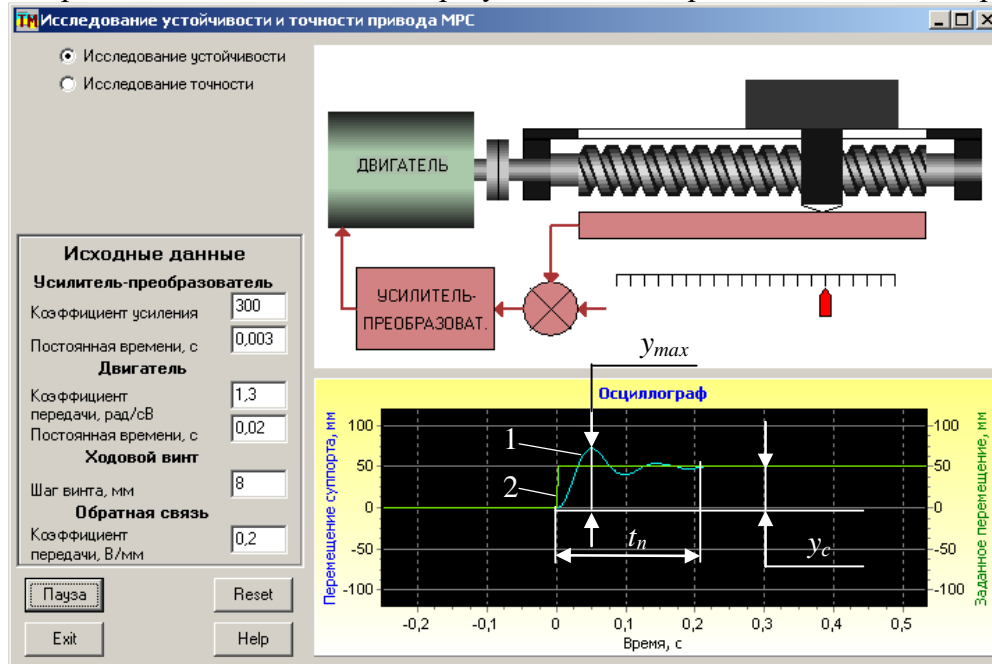 Исследование устойчивости и точности привода МРС
Исследование устойчивости
Исследование точности
ДВИГАТЕЛЬ
УСИЛИТЕЛЬ-
ПРЕОБРАЗОВАТ.
Исходные данные
Усилитель-преобразователь
Коэффициент усиления 300
Постоянная времени, с 0,003
Двигатель
Коэффициент
передачи, рад/сВ 1,3
Постоянная времени, с 0,02
Ходовой винт
Шаг винта, мм 8
Обратная связь
Коэффициент
передачи, В/мм 0,2
Пауза Reset
Exit Help
ymax
Осциллограф
Перемещение суппорта, мм
100 50 0 -50 -100
1
2
tп
yc
100 50 0 -50 -100
Заданное перемещение, мм
-0,2 -0,1 0 0,1 0,2 0,3 0,4 0,5
Время, с